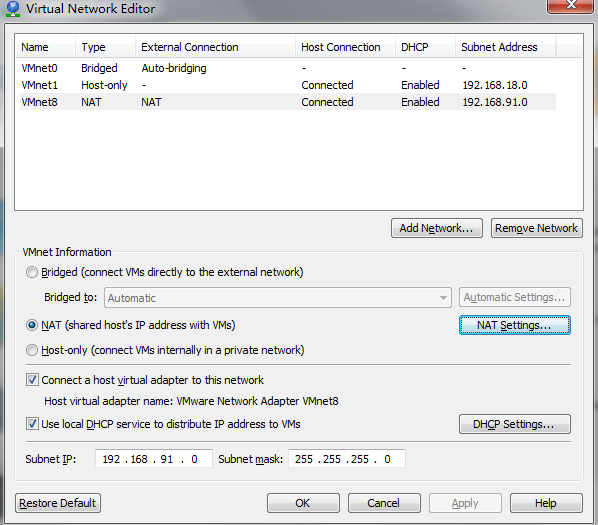 Virtual Network Editor
Name Type External Connection Host Connection DHCP Subnet Address
VMnet0 Bridged Auto-bridging - - -
VMnet1 Host-only - Connected Enabled 192.168.18.0
VMnet8 NAT NAT Connected Enabled 192.168.91.0
Add Network... Remove Network
VMnet Information
Bridged (connect VMs directly to the external network)
Bridged to: Automatic Automatic Settings...
NAT (shared host's IP address with VMs) NAT Settings...
Host-only (connect VMs internally in a private network)
Connect a host virtual adapter to this network
Host virtual adapter name: VMware Network Adapter VMnet8
Use local DHCP service to distribute IP address to VMs DHCP Settings...
Subnet IP: 192 .168 . 91 . 0 Subnet mask: 255 .255 .255 . 0
Restore Default OK Cancel Apply Help